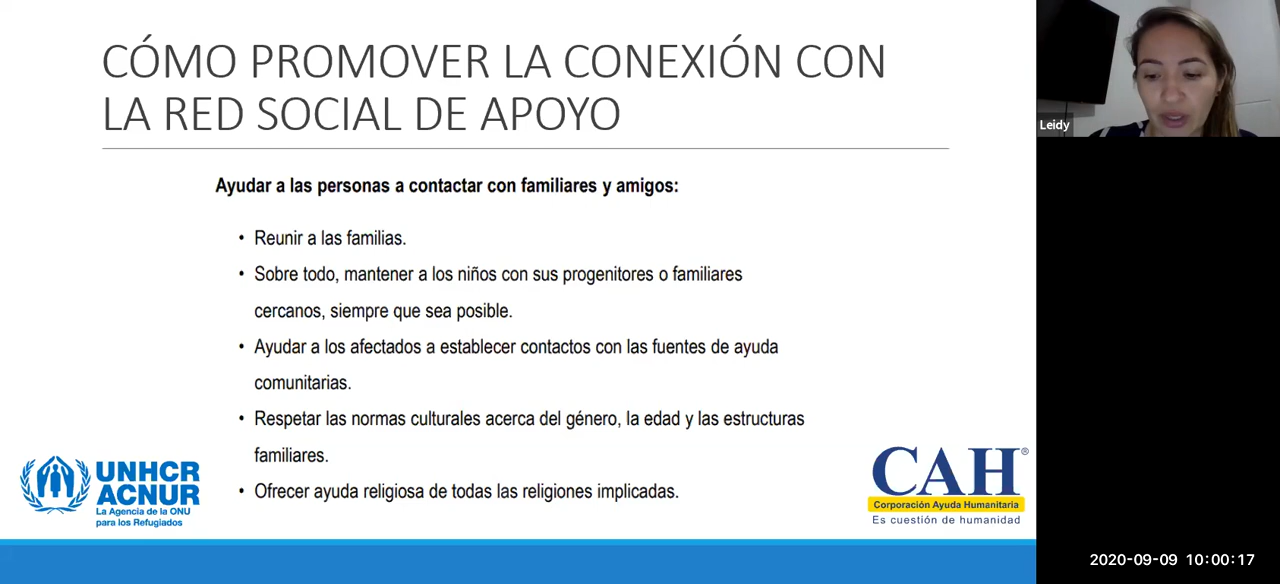 CÓMO PROMOVER LA CONEXIÓN CON
LA RED SOCIAL DE APOYO
Ayudar a las personas a contactar con familiares y amigos:
• Reunir a las familias.
• Sobre todo, mantener a los niños con sus progenitores o familiares
cercanos, siempre que sea posible.
• Ayudar a los afectados a establecer contactos con las fuentes de ayuda
comunitarias.
• Respetar las normas culturales acerca del género, la edad y las estructuras
familiares.
• Ofrecer ayuda religiosa de todas las religiones implicadas.
UNHCR
ACNUR
La Agencia de la ONU
para los Refugiados
CAH®
Corporación Ayuda Humanitaria
Es cuestión de humanidad
Leidy
2020-09-09 10:00:17